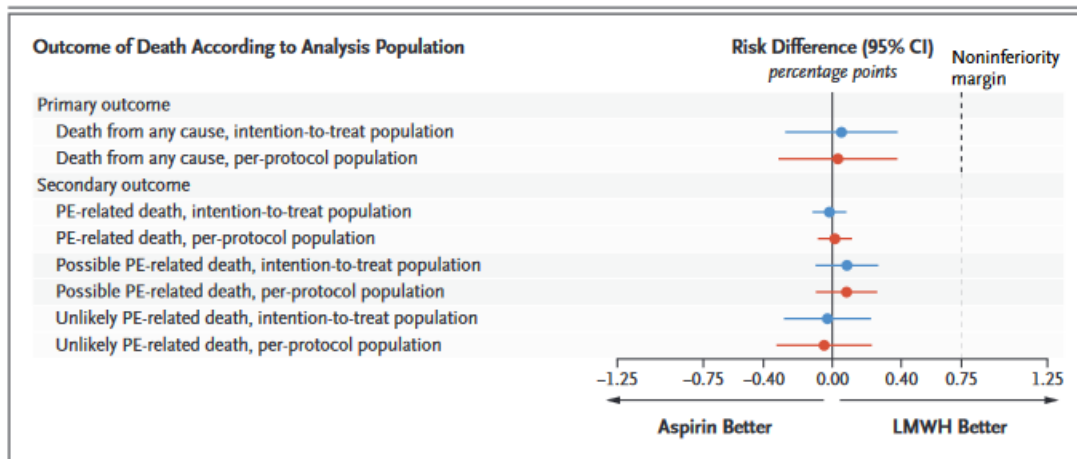 Outcome of Death According to Analysis Population
Risk Difference (95% CI)
percentage points
Noninferiority
margin
Primary outcome
Death from any cause, intention-to-treat population
Death from any cause, per-protocol population
Secondary outcome
PE-related death, intention-to-treat population
PE-related death, per-protocol population
Possible PE-related death, intention-to-treat population
Possible PE-related death, per-protocol population
Unlikely PE-related death, intention-to-treat population
Unlikely PE-related death, per-protocol population
−1.25 −0.75 −0.40 0.00 0.40 0.75 1.25
Aspirin Better LMWH Better